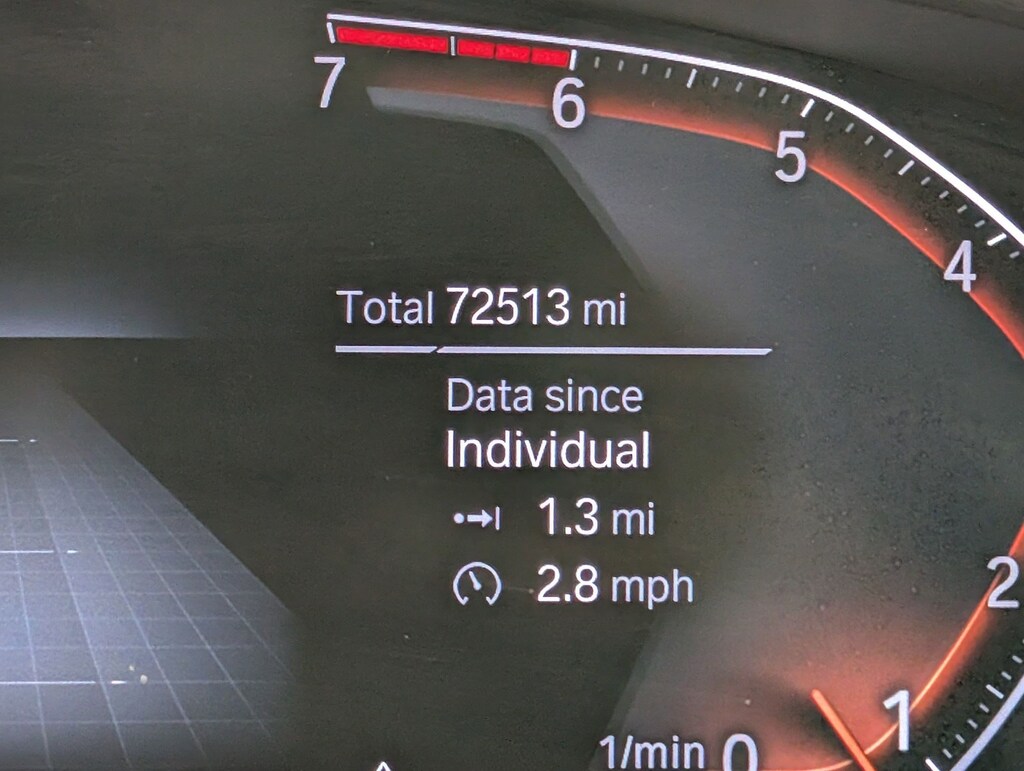 7
6
5
4
Total 72513 mi
Data since
Individual
1.3 mi
2.8 mph
2
1
1/min 0